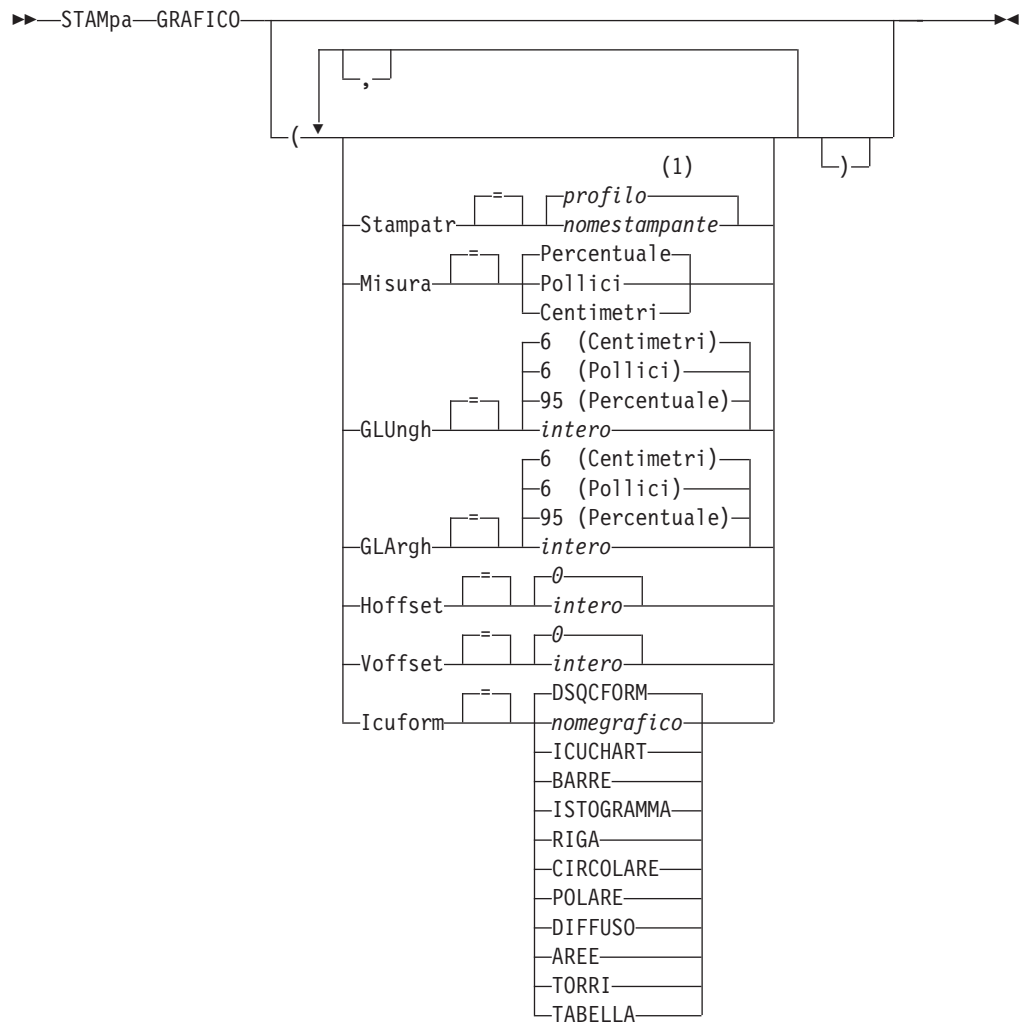 STAMpa GRAFICO
,
(
)
(1)
Stampatr = profilo
nomestampante
Misura = Percentuale
Pollici
Centimetri
6 (Centimetri)
6 (Pollici)
95 (Percentuale)
GLUngh = intero
6 (Centimetri)
6 (Pollici)
95 (Percentuale)
GLArgh = intero
0
Hoffset = intero
0
Voffset = intero
DSQCFORM
Icuform = nomegrafico
ICUCHART
BARRE
ISTOGRAMMA
RIGA
CIRCOLARE
POLARE
DIFFUSO
AREE
TORRI
TABELLA